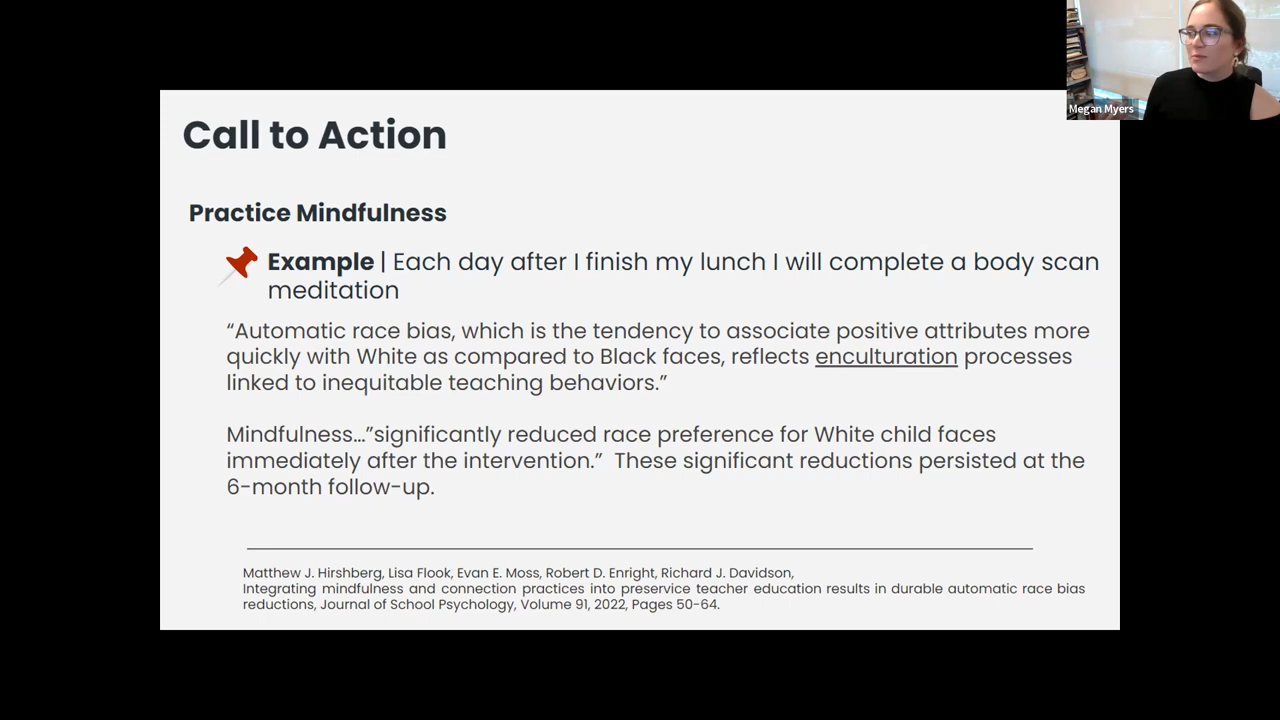 Megan Myers
Call to Action
Practice Mindfulness
Example | Each day after I finish my lunch I will complete a body scan
meditation
“Automatic race bias, which is the tendency to associate positive attributes more
quickly with White as compared to Black faces, reflects enculturation processes
linked to inequitable teaching behaviors.”
Mindfulness…”significantly reduced race preference for White child faces
immediately after the intervention.”  These significant reductions persisted at the
6-month follow-up.
Matthew J. Hirshberg, Lisa Flook, Evan E. Moss, Robert D. Enright, Richard J. Davidson,
Integrating mindfulness and connection practices into preservice teacher education results in durable automatic race bias
reductions, Journal of School Psychology, Volume 91, 2022, Pages 50-64.